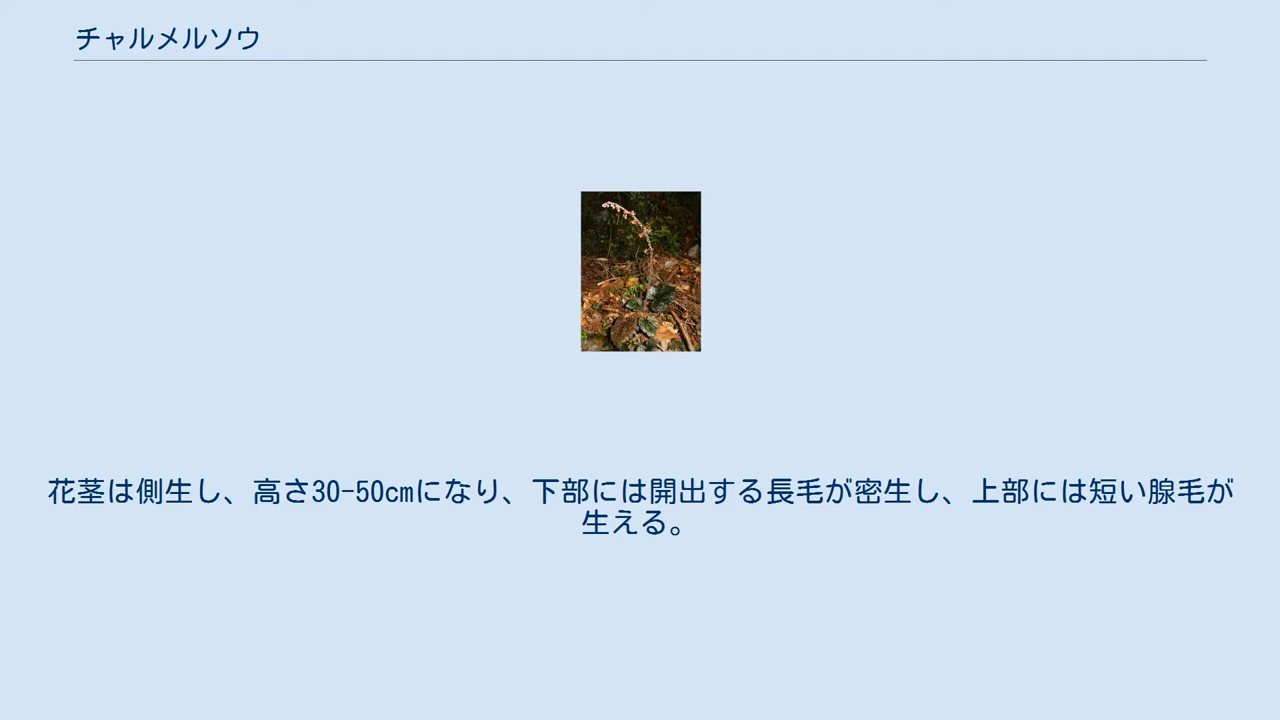 チャルメルソウ
花茎は側生し、高さ30-50cmになり、下部には開出する長毛が密生し、上部には短い腺毛が
生える。